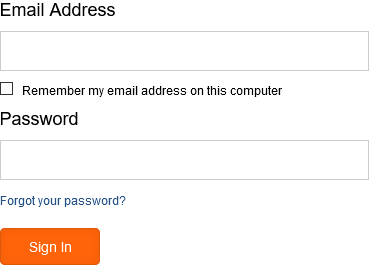 Email Address
Remember my email address on this computer
Password
Forgot your password?
Sign In